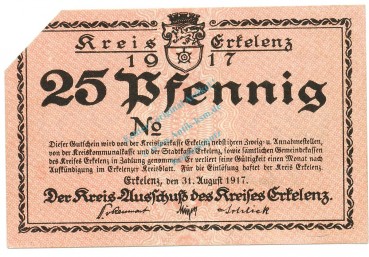 Kreis Erkelenz
1917
25 Pfennig
No
Dieser Gutschein wird von der Kreissparkasse Erkelenz nebst ihren Zweig- u. Annahmestellen,
von der Kreiskommunalkasse und der Stadtkasse Erkelenz, sowie sämtlichen Gemeindekassen
des Kreises Erkelenz in Zahlung genommen. Er verliert seine Gültigkeit einen Monat nach
Aufkündigung im Erkelenzer Kreisblatt. Für die Einlösung haftet der Kreis Erkelenz.
Erkelenz, den 31. August 1917.
Der Kreis-Ausschuß des Kreises Erkelenz.